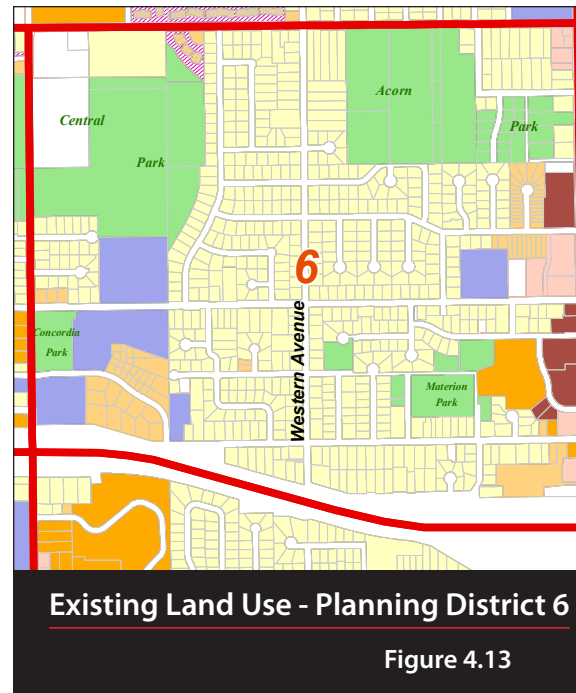 Acorn
Central
Park
Park
6
Western Avenue
Concordia
Park
Materion
Park
Existing Land Use - Planning District 6
Figure 4.13